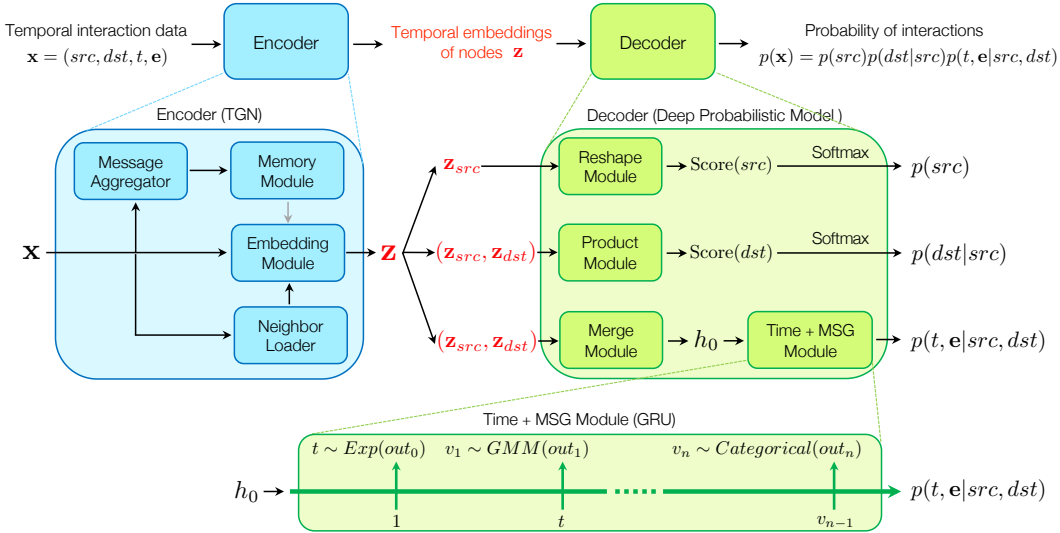 Temporal interaction data
x = (src, dst, t, e)
Encoder
Temporal embeddings
of nodes z
Decoder
Probability of interactions
p(x) = p(src)p(dst|src)p(t, e|src, dst)
Encoder (TGN)
Decoder (Deep Probabilistic Model )
Message
Aggregator
Memory
Module
z_src
Reshape
Module
Score(src)
Softmax
p(src)
x
Embedding
Module
z
(z_src, z_dst)
Product
Module
Score(dst)
Softmax
p(dst|src)
Neighbor
Loader
(z_src, z_dst)
Merge
Module
h_0
Time + MSG
Module
p(t, e|src, dst)
Time + MSG Module (GRU)
t ∼ Exp(out_0)
v_1 ∼ GMM(out_1)
v_n ∼ Categorical(out_n)
h_0
p(t, e|src, dst)
1
t
v_{n−1}